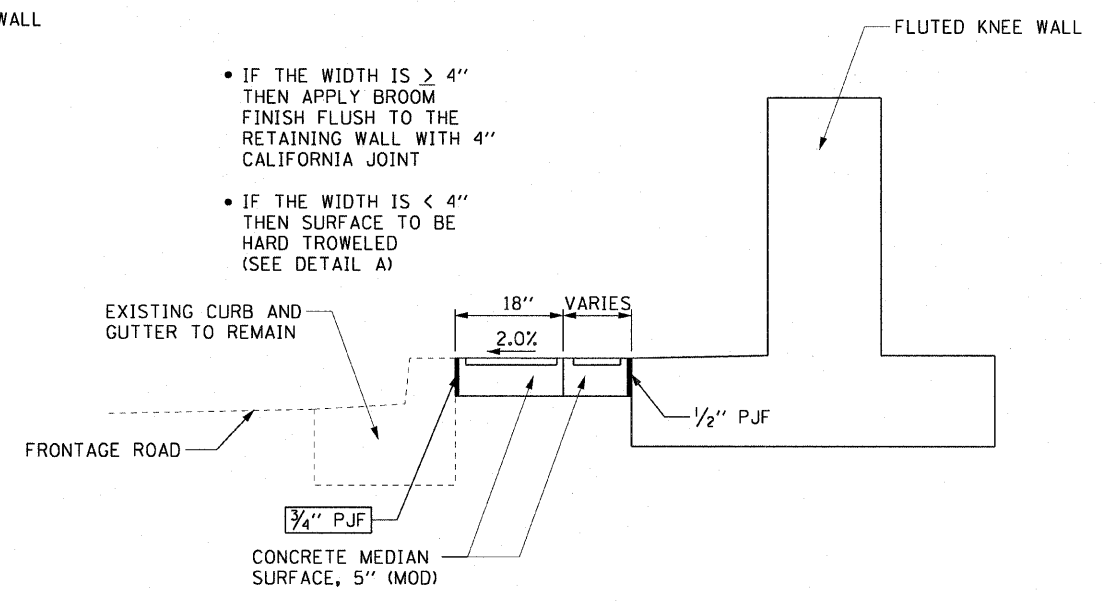 WALL
FLUTED KNEE WALL
• IF THE WIDTH IS ≥ 4"
THEN APPLY BROOM
FINISH FLUSH TO THE
RETAINING WALL WITH 4"
CALIFORNIA JOINT
• IF THE WIDTH IS < 4"
THEN SURFACE TO BE
HARD TROWELED
(SEE DETAIL A)
EXISTING CURB AND
GUTTER TO REMAIN
18"
VARIES
2.0%
1/2" PJF
FRONTAGE ROAD
3/4" PJF
CONCRETE MEDIAN
SURFACE, 5" (MOD)